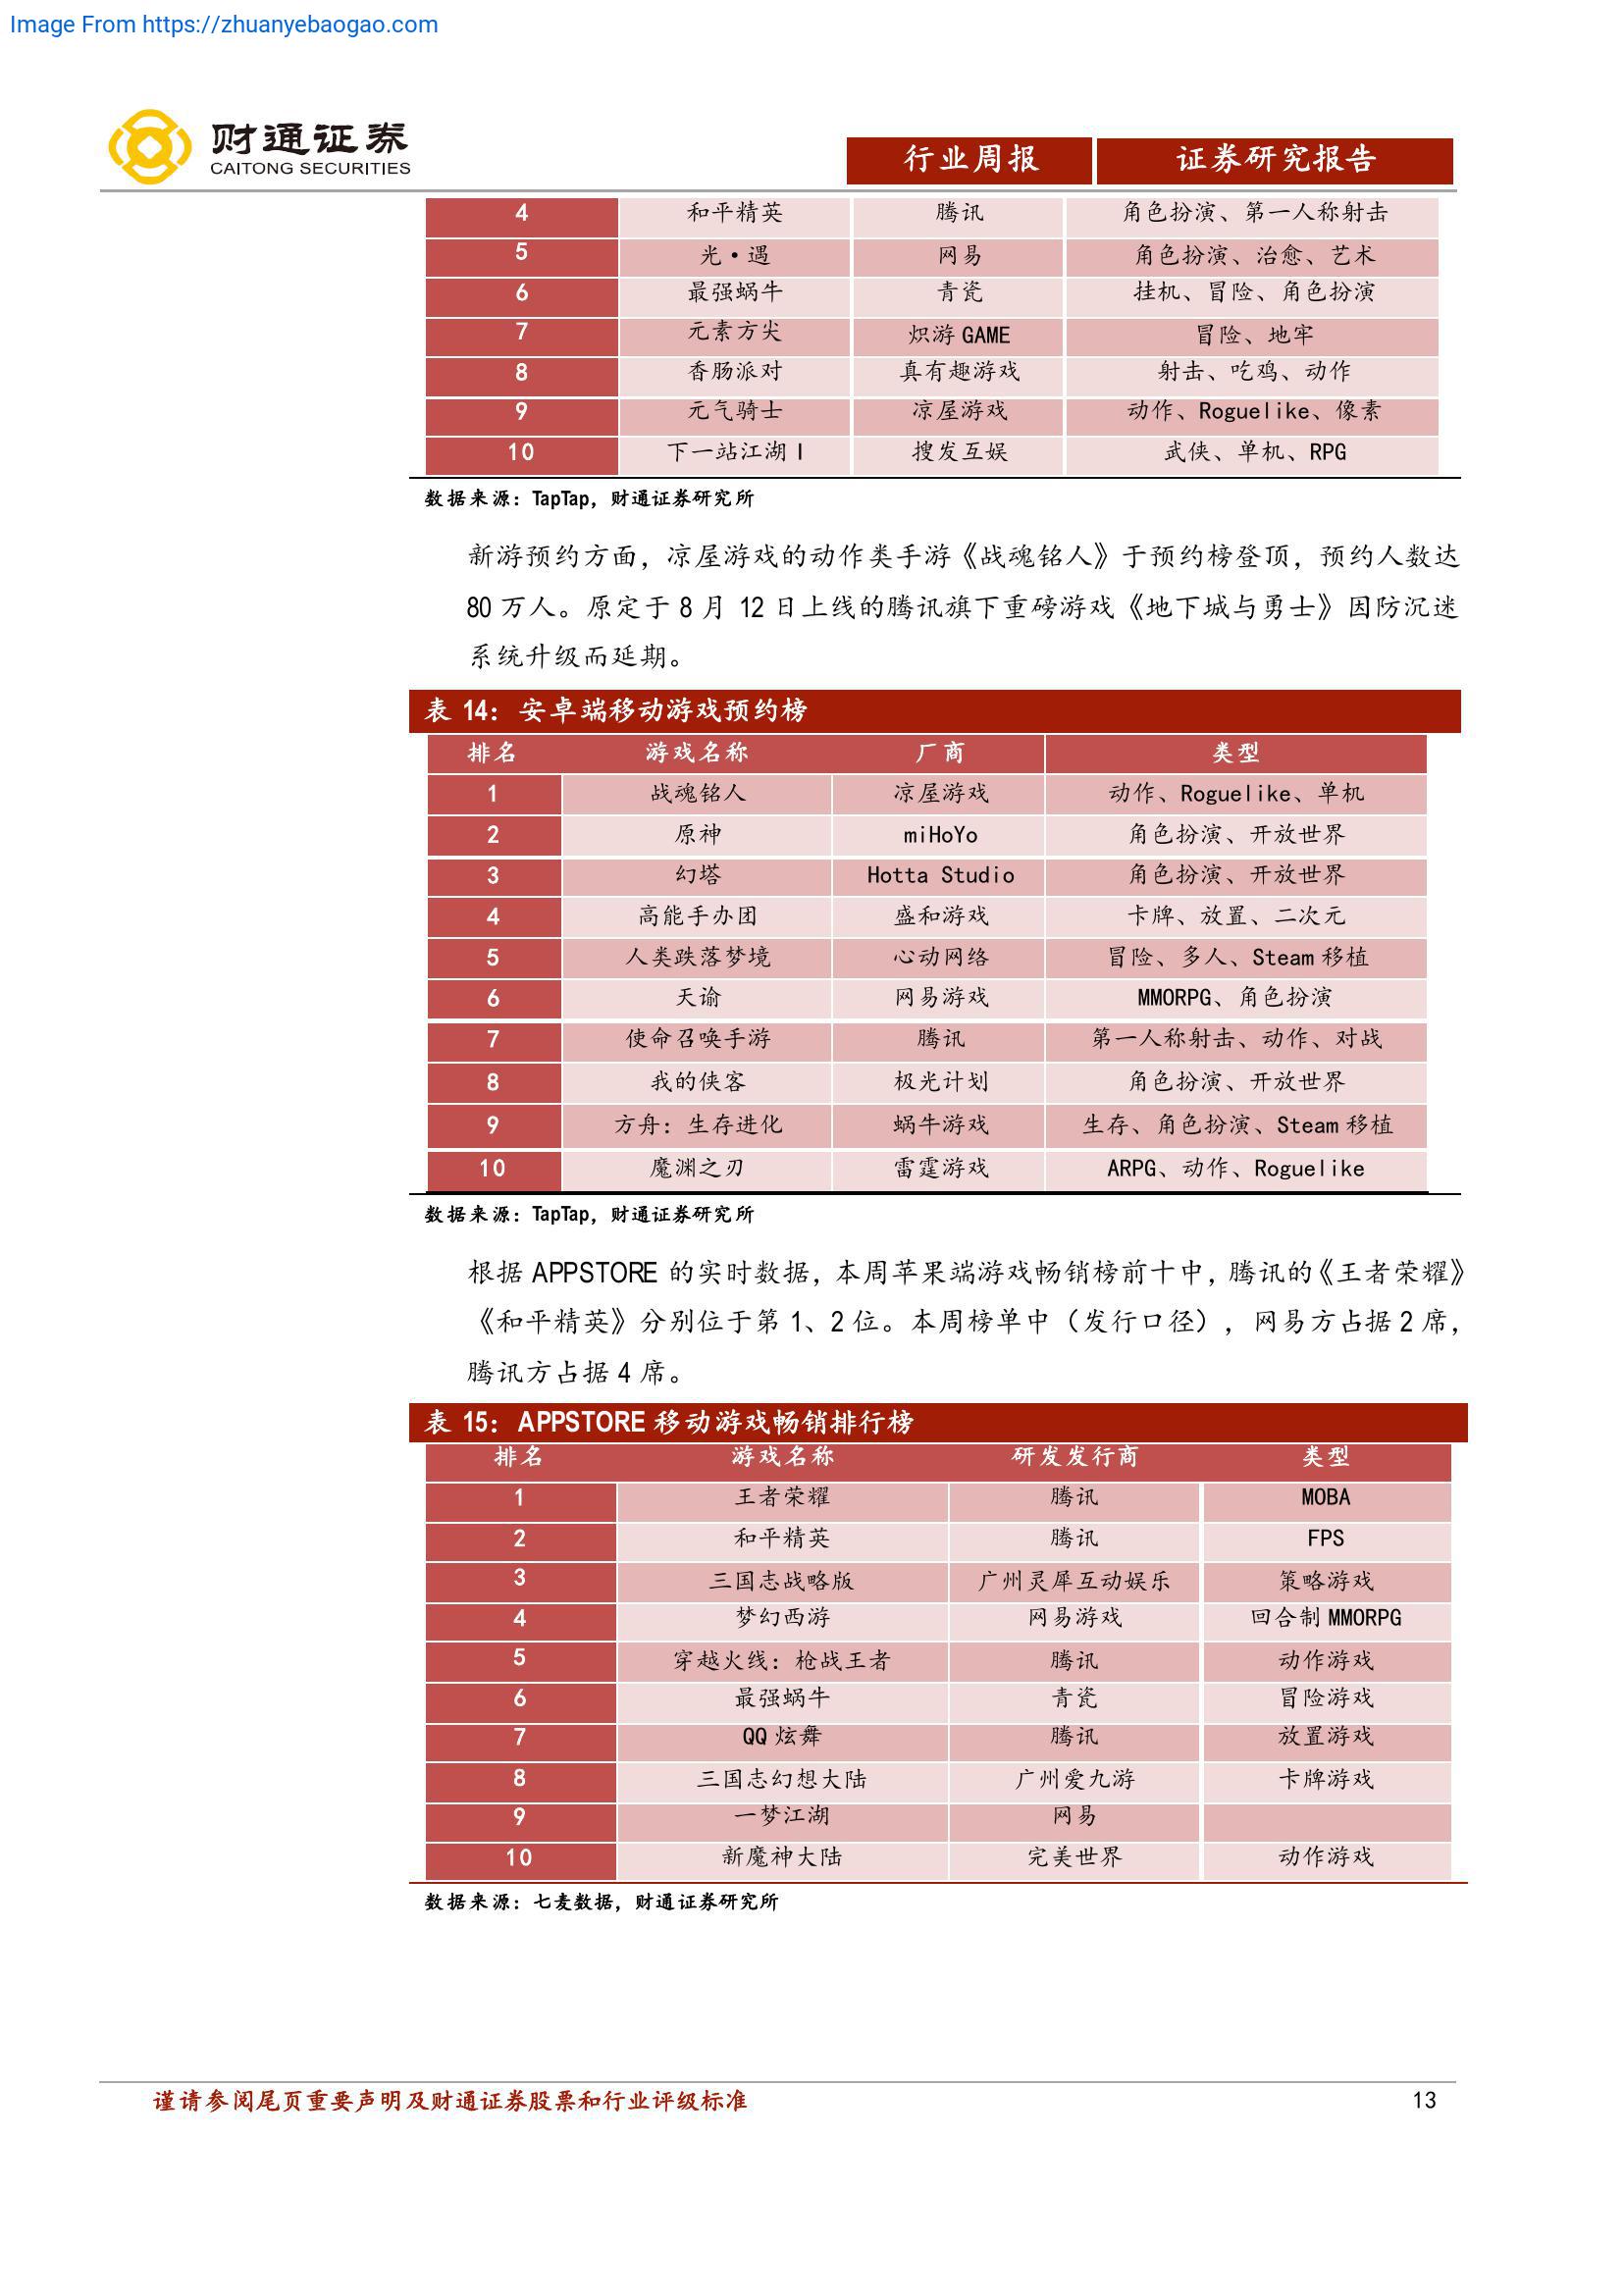 Image From https://zhuanyebaogao.com
财通证券
CAITONG SECURITIES
行业周报 证券研究报告
4 和平精英 腾讯 角色扮演、第一人称射击
5 光·遇 网易 角色扮演、治愈、艺术
6 最强蜗牛 青瓷 挂机、冒险、角色扮演
7 元素方尖 炽游 GAME 冒险、地牢
8 香肠派对 真有趣游戏 射击、吃鸡、动作
9 元气骑士 凉屋游戏 动作、Roguelike、像素
10 下一站江湖 I 搜发互娱 武侠、单机、RPG
数据来源：TapTap，财通证券研究所
新游预约方面，凉屋游戏的动作类手游《战魂铭人》于预约榜登顶，预约人数达
80 万人。原定于 8 月 12 日上线的腾讯旗下重磅游戏《地下城与勇士》因防沉迷
系统升级而延期。
表 14：安卓端移动游戏预约榜
排名 游戏名称 厂商 类型
1 战魂铭人 凉屋游戏 动作、Roguelike、单机
2 原神 miHoYo 角色扮演、开放世界
3 幻塔 Hotta Studio 角色扮演、开放世界
4 高能手办团 盛和游戏 卡牌、放置、二次元
5 人类跌落梦境 心动网络 冒险、多人、Steam 移植
6 天谕 网易游戏 MMORPG、角色扮演
7 使命召唤手游 腾讯 第一人称射击、动作、对战
8 我的侠客 极光计划 角色扮演、开放世界
9 方舟：生存进化 蜗牛游戏 生存、角色扮演、Steam 移植
10 魔渊之刃 雷霆游戏 ARPG、动作、Roguelike
数据来源：TapTap，财通证券研究所
根据 APPSTORE 的实时数据，本周苹果端游戏畅销榜前十中，腾讯的《王者荣耀》
《和平精英》分别位于第 1、2 位。本周榜单中（发行口径），网易方占据 2 席，
腾讯方占据 4 席。
表 15：APPSTORE 移动游戏畅销排行榜
排名 游戏名称 研发发行商 类型
1 王者荣耀 腾讯 MOBA
2 和平精英 腾讯 FPS
3 三国志战略版 广州灵犀互动娱乐 策略游戏
4 梦幻西游 网易游戏 回合制 MMORPG
5 穿越火线：枪战王者 腾讯 动作游戏
6 最强蜗牛 青瓷 冒险游戏
7 QQ 炫舞 腾讯 放置游戏
8 三国志幻想大陆 广州爱九游 卡牌游戏
9 一梦江湖 网易
10 新魔神大陆 完美世界 动作游戏
数据来源：七麦数据，财通证券研究所
谨请参阅尾页重要声明及财通证券股票和行业评级标准 13